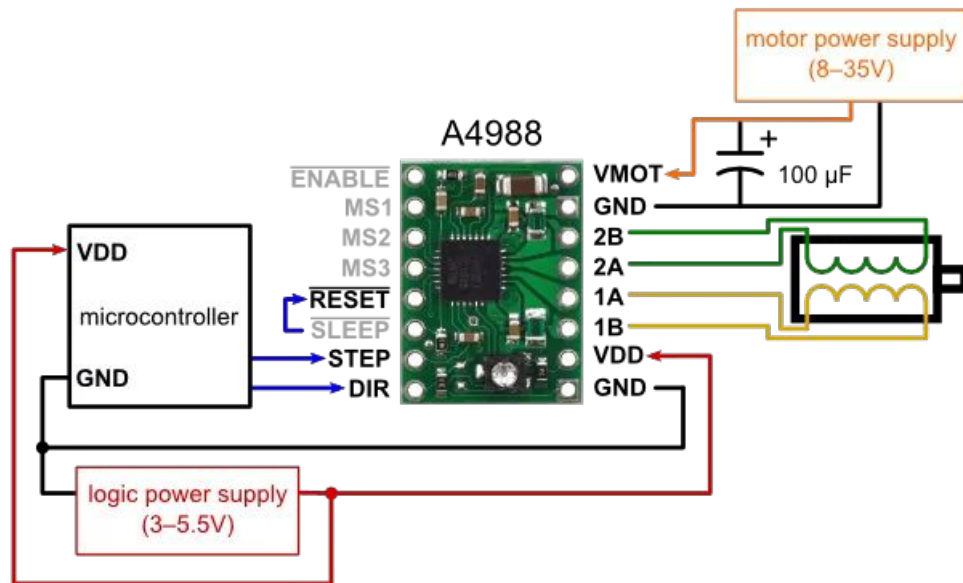 motor power supply
(8–35V)
A4988
ENABLE
MS1
MS2
MS3
RESET
SLEEP
STEP
DIR
VMOT
GND
2B
2A
1A
1B
VDD
GND
+
100 µF
VDD
microcontroller
GND
logic power supply
(3–5.5V)